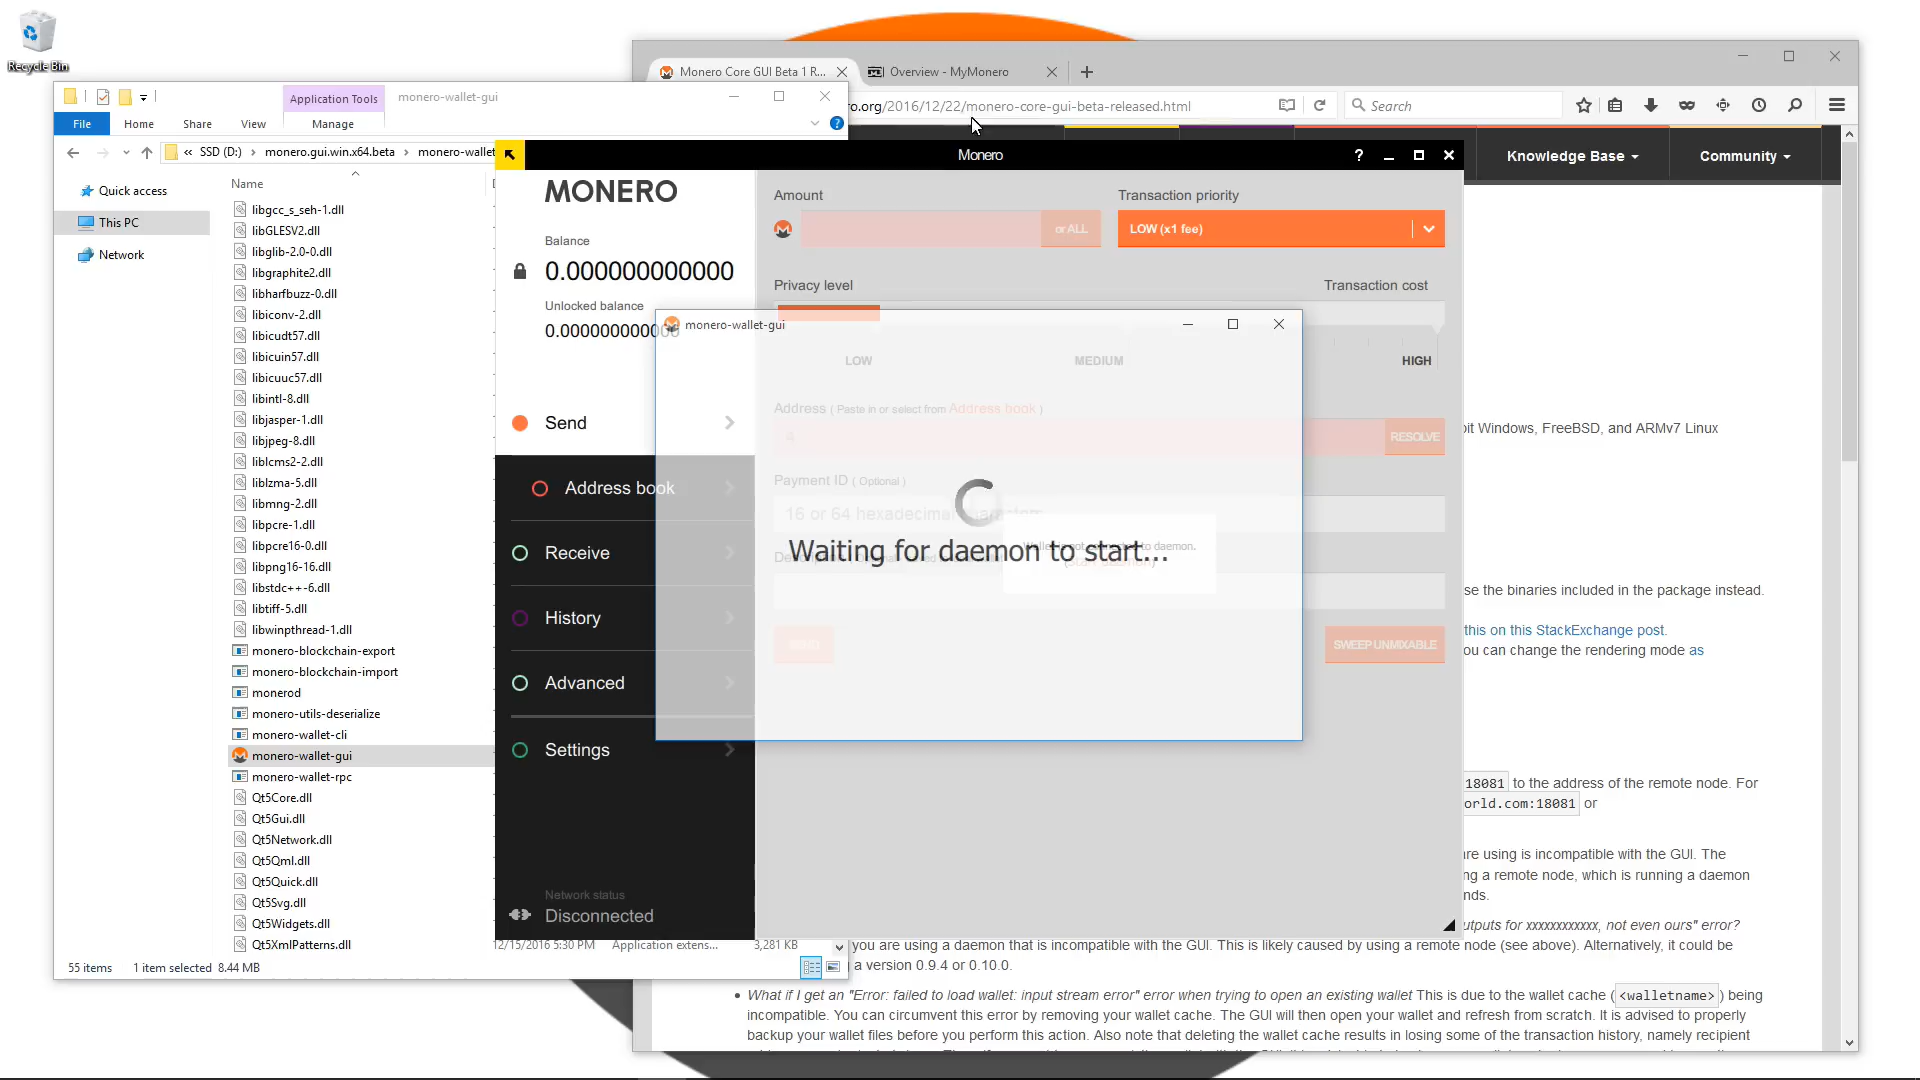 Recycle Bin
Monero Core GUI Beta 1 R...
Overview - MyMonero
ro.org/2016/12/22/monero-core-gui-beta-released.html
Search
Knowledge Base
Community
Application Tools
monero-wallet-gui
File
Home
Share
View
Manage
« SSD (D:) › monero.gui.win.x64.beta › monero-wallet
Quick access
This PC
Network
Name
libgcc_s_seh-1.dll
libGLESV2.dll
libglib-2.0-0.dll
libgraphite2.dll
libharfbuzz-0.dll
libiconv-2.dll
libicudt57.dll
libicuin57.dll
libicuuc57.dll
libintl-8.dll
libjasper-1.dll
libjpeg-8.dll
liblcms2-2.dll
liblzma-5.dll
libmng-2.dll
libpcre-1.dll
libpcre16-0.dll
libpng16-16.dll
libstdc++-6.dll
libtiff-5.dll
libwinpthread-1.dll
monero-blockchain-export
monero-blockchain-import
monerod
monero-utils-deserialize
monero-wallet-cli
monero-wallet-gui
monero-wallet-rpc
Qt5Core.dll
Qt5Gui.dll
Qt5Network.dll
Qt5Qml.dll
Qt5Quick.dll
Qt5Svg.dll
Qt5Widgets.dll
Qt5XmlPatterns.dll
12/15/2016 5:30 PM Application extens... 3,281 KB
55 items 1 item selected 8.44 MB
Monero
?
MONERO
Balance
0.000000000000
Unlocked balance
0.000000000000
Send
Address book
Receive
History
Advanced
Settings
Network status
Disconnected
Amount
or ALL
Transaction priority
LOW (x1 fee)
Privacy level
Transaction cost
LOW
MEDIUM
HIGH
Address ( Paste in or select from Address book )
4
RESOLVE
Payment ID ( Optional )
16 or 64 hexadecimal
SWEEP UNMIXABLE
monero-wallet-gui
Waiting for daemon to start...
bit Windows, FreeBSD, and ARMv7 Linux
se the binaries included in the package instead.
this on this StackExchange post.
ou can change the rendering mode as
18081 to the address of the remote node. For
orld.com:18081 or
re using is incompatible with the GUI. The
ng a remote node, which is running a daemon
nds.
utputs for xxxxxxxxxxx, not even ours" error?
you are using a daemon that is incompatible with the GUI. This is likely caused by using a remote node (see above). Alternatively, it could be
a version 0.9.4 or 0.10.0.
• What if I get an "Error: failed to load wallet: input stream error" error when trying to open an existing wallet This is due to the wallet cache ( <walletname> ) being
incompatible. You can circumvent this error by removing your wallet cache. The GUI will then open your wallet and refresh from scratch. It is advised to properly
backup your wallet files before you perform this action. Also note that deleting the wallet cache results in losing some of the transaction history, namely recipient